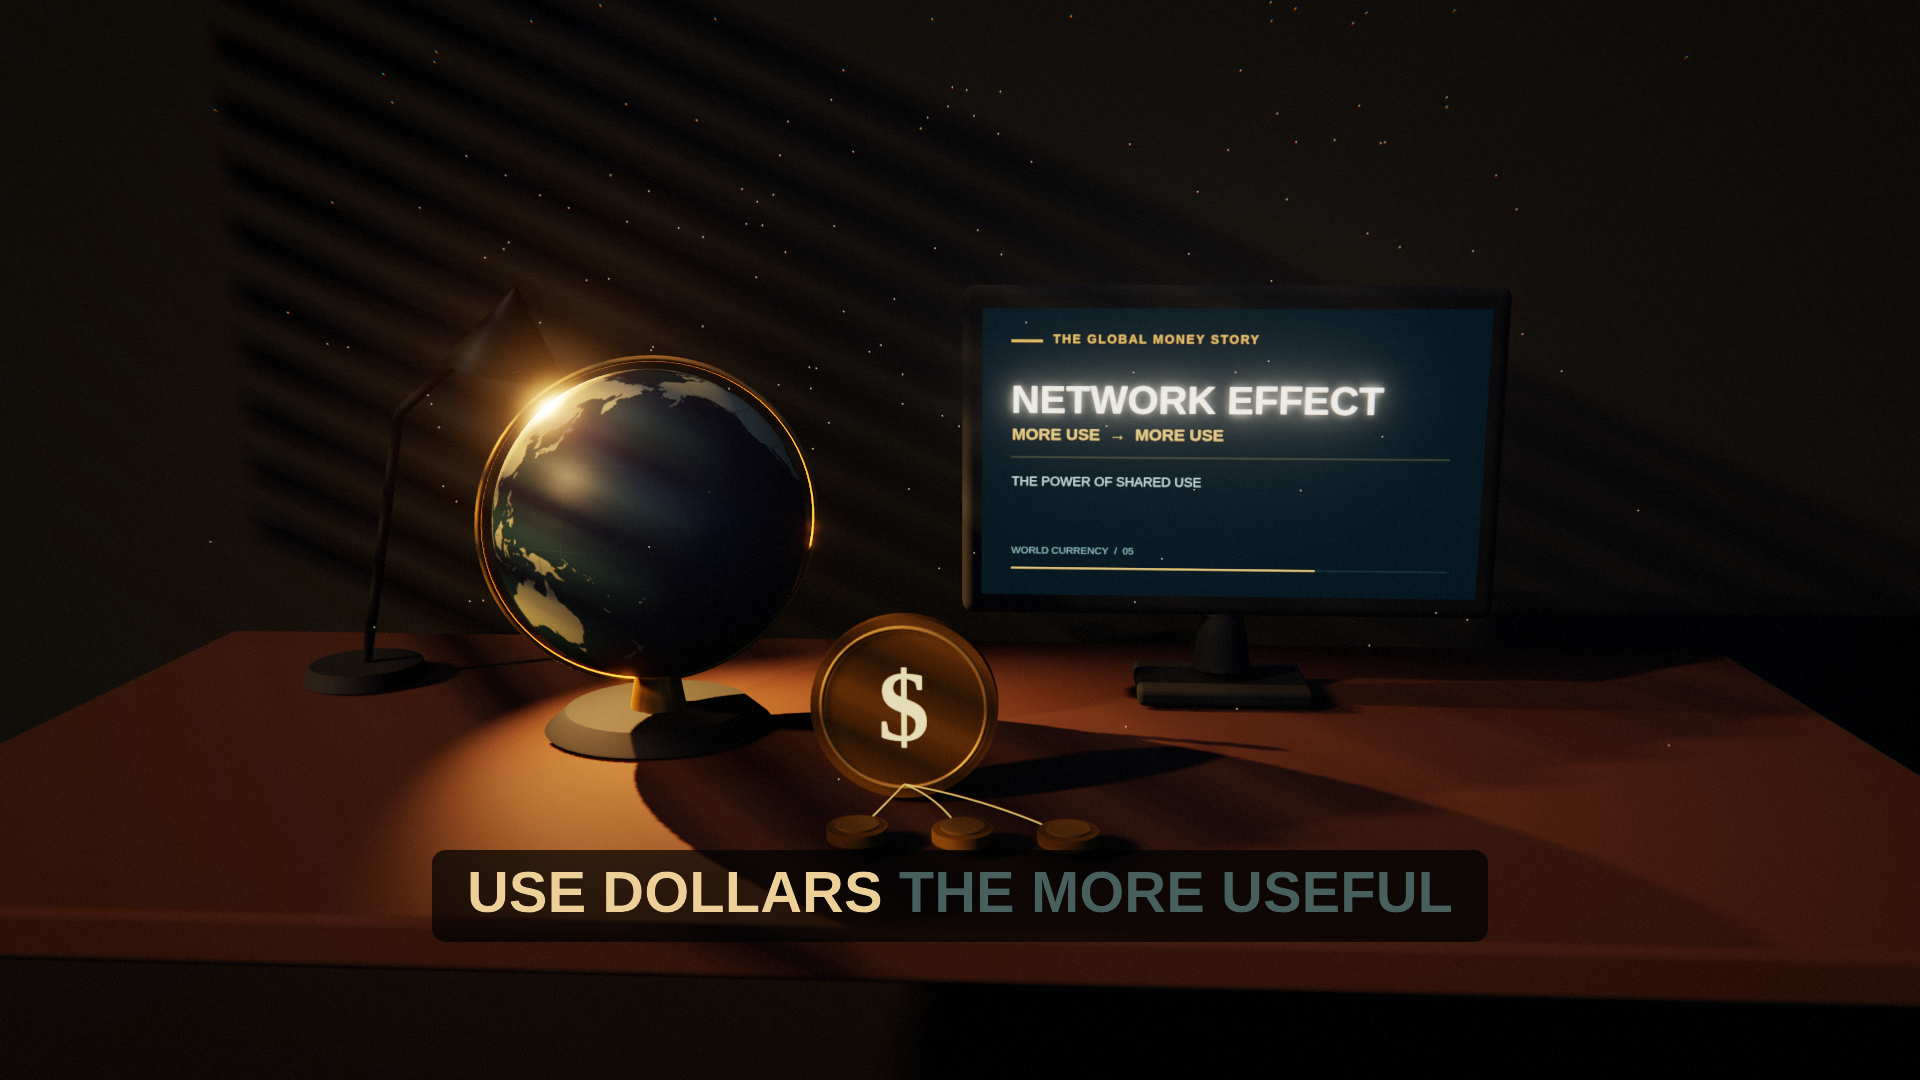 THE GLOBAL MONEY STORY
NETWORK EFFECT
MORE USE → MORE USE
THE POWER OF SHARED USE
WORLD CURRENCY / 05
$
USE DOLLARS THE MORE USEFUL